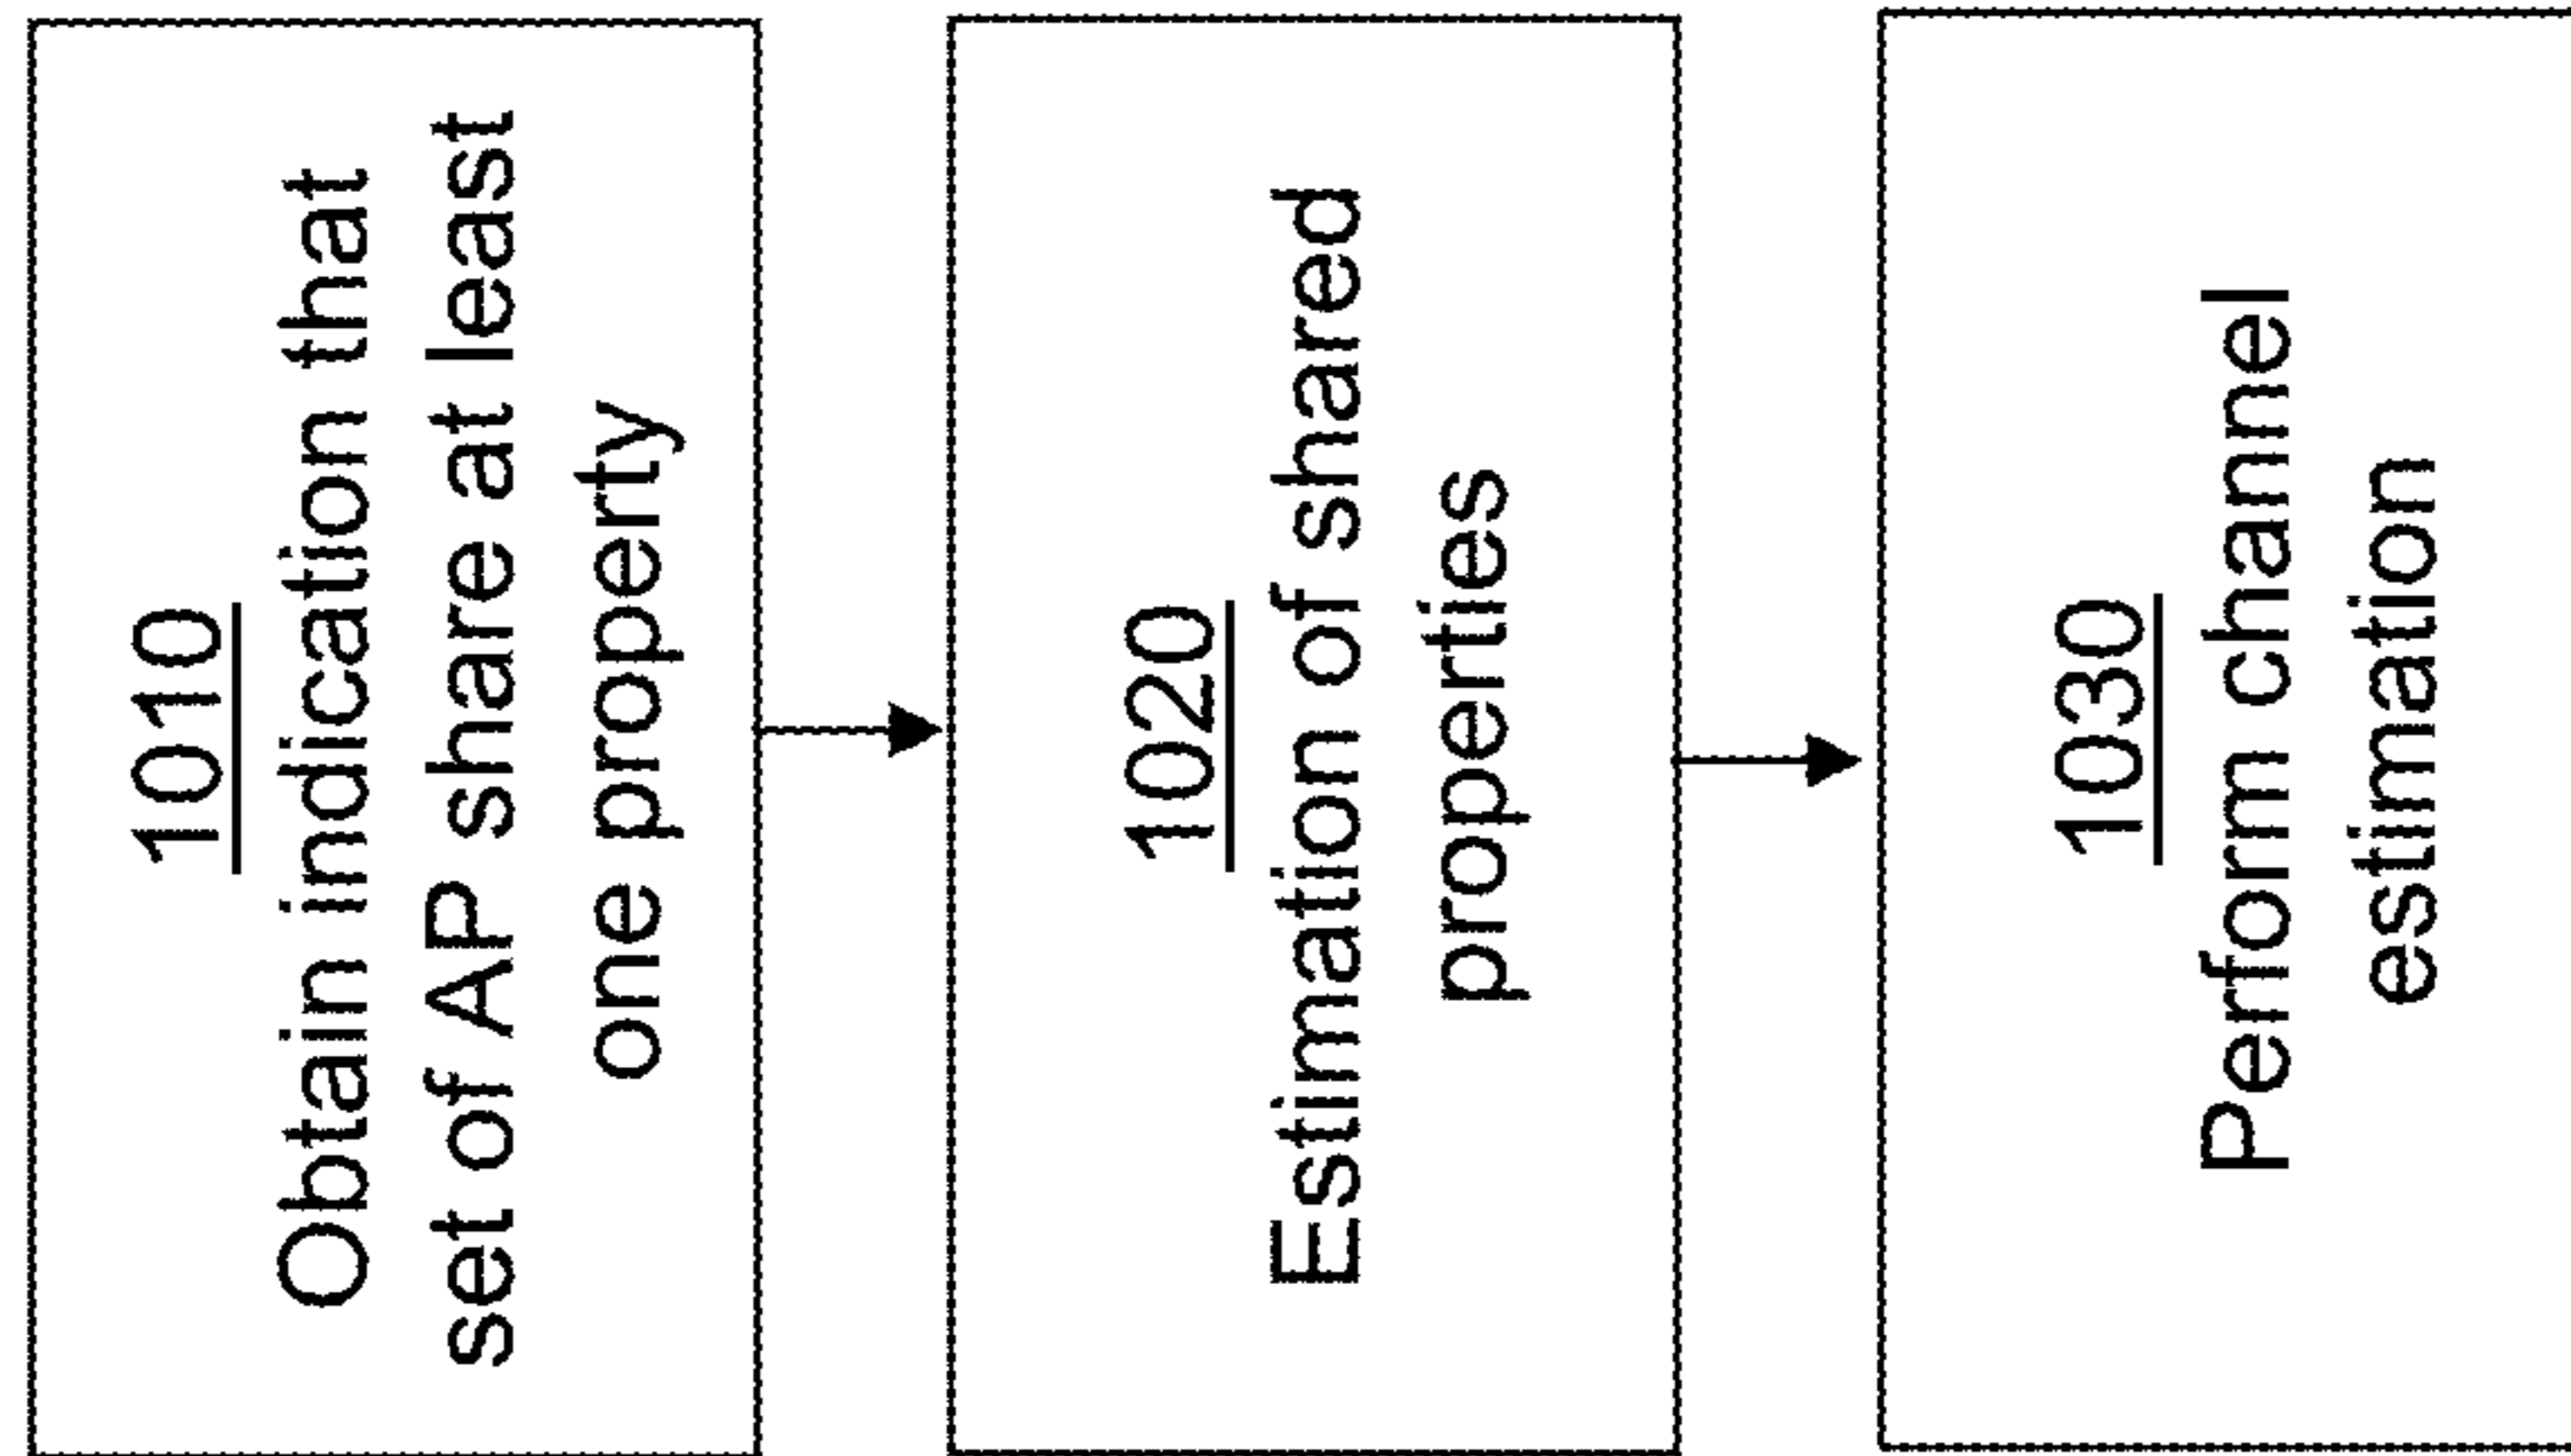 1010
Obtain indication that
set of AP share at least
one property
1020
Estimation of shared
properties
1030
Perform channel
estimation